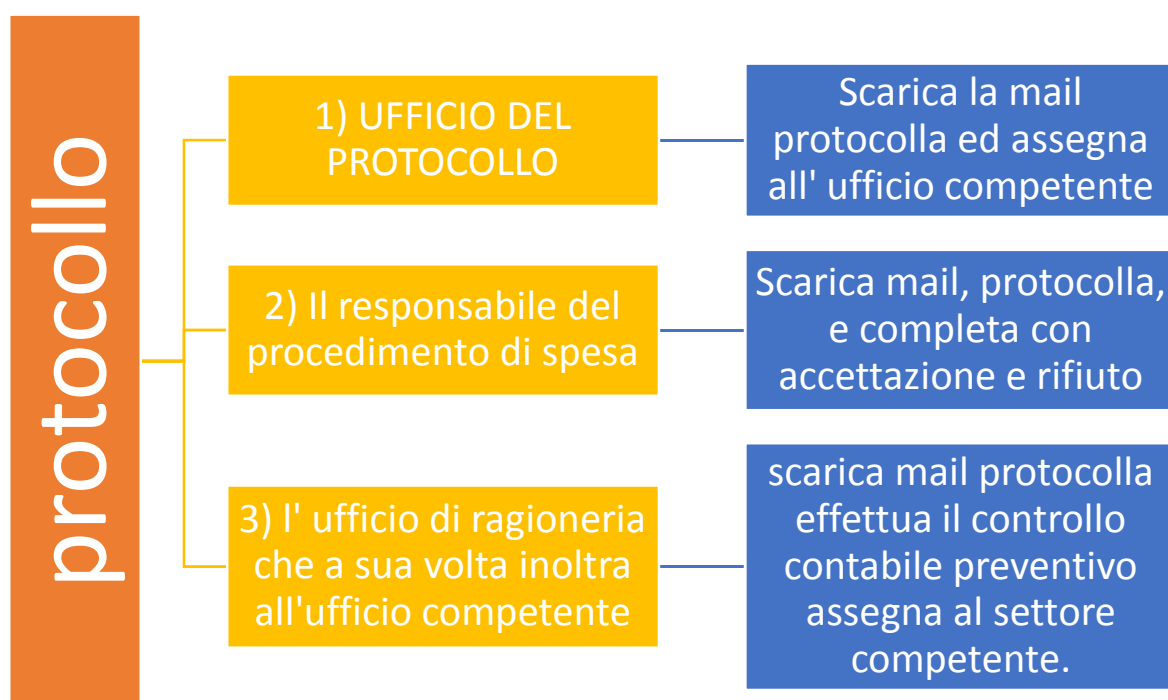 protocollo
1) UFFICIO DEL
PROTOCOLLO
Scarica la mail
protocolla ed assegna
all' ufficio competente
2) Il responsabile del
procedimento di spesa
Scarica mail, protocolla,
e completa con
accettazione e rifiuto
3) l' ufficio di ragioneria
che a sua volta inoltra
all'ufficio competente
scarica mail protocolla
effettua il controllo
contabile preventivo
assegna al settore
competente.